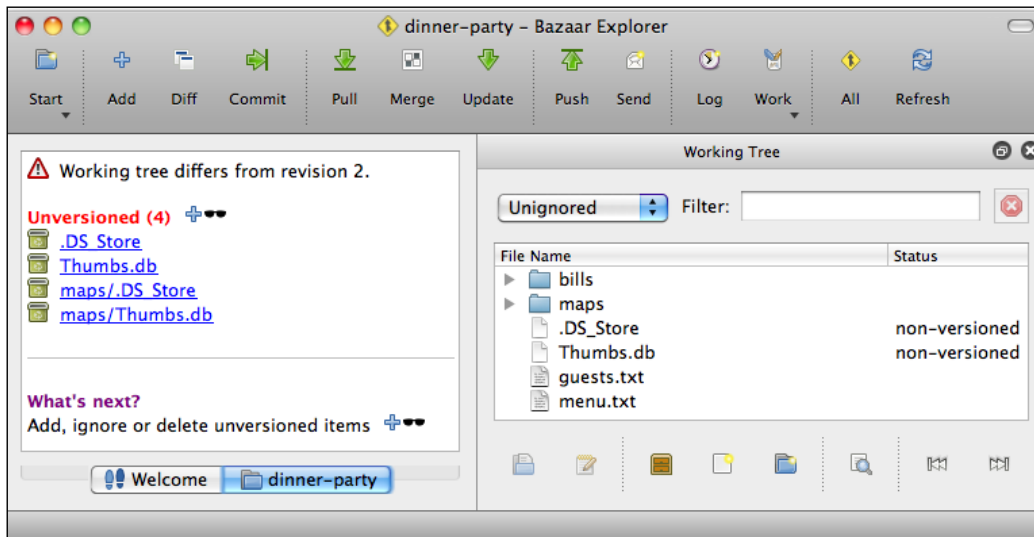 dinner-party – Bazaar Explorer
Start Add Diff Commit Pull Merge Update Push Send Log Work All Refresh
Working tree differs from revision 2.
Unversioned (4)
.DS_Store
Thumbs.db
maps/.DS_Store
maps/Thumbs.db
What's next?
Add, ignore or delete unversioned items
Welcome dinner-party
Working Tree
Unignored Filter:
File Name Status
bills
maps
.DS_Store non-versioned
Thumbs.db non-versioned
guests.txt
menu.txt